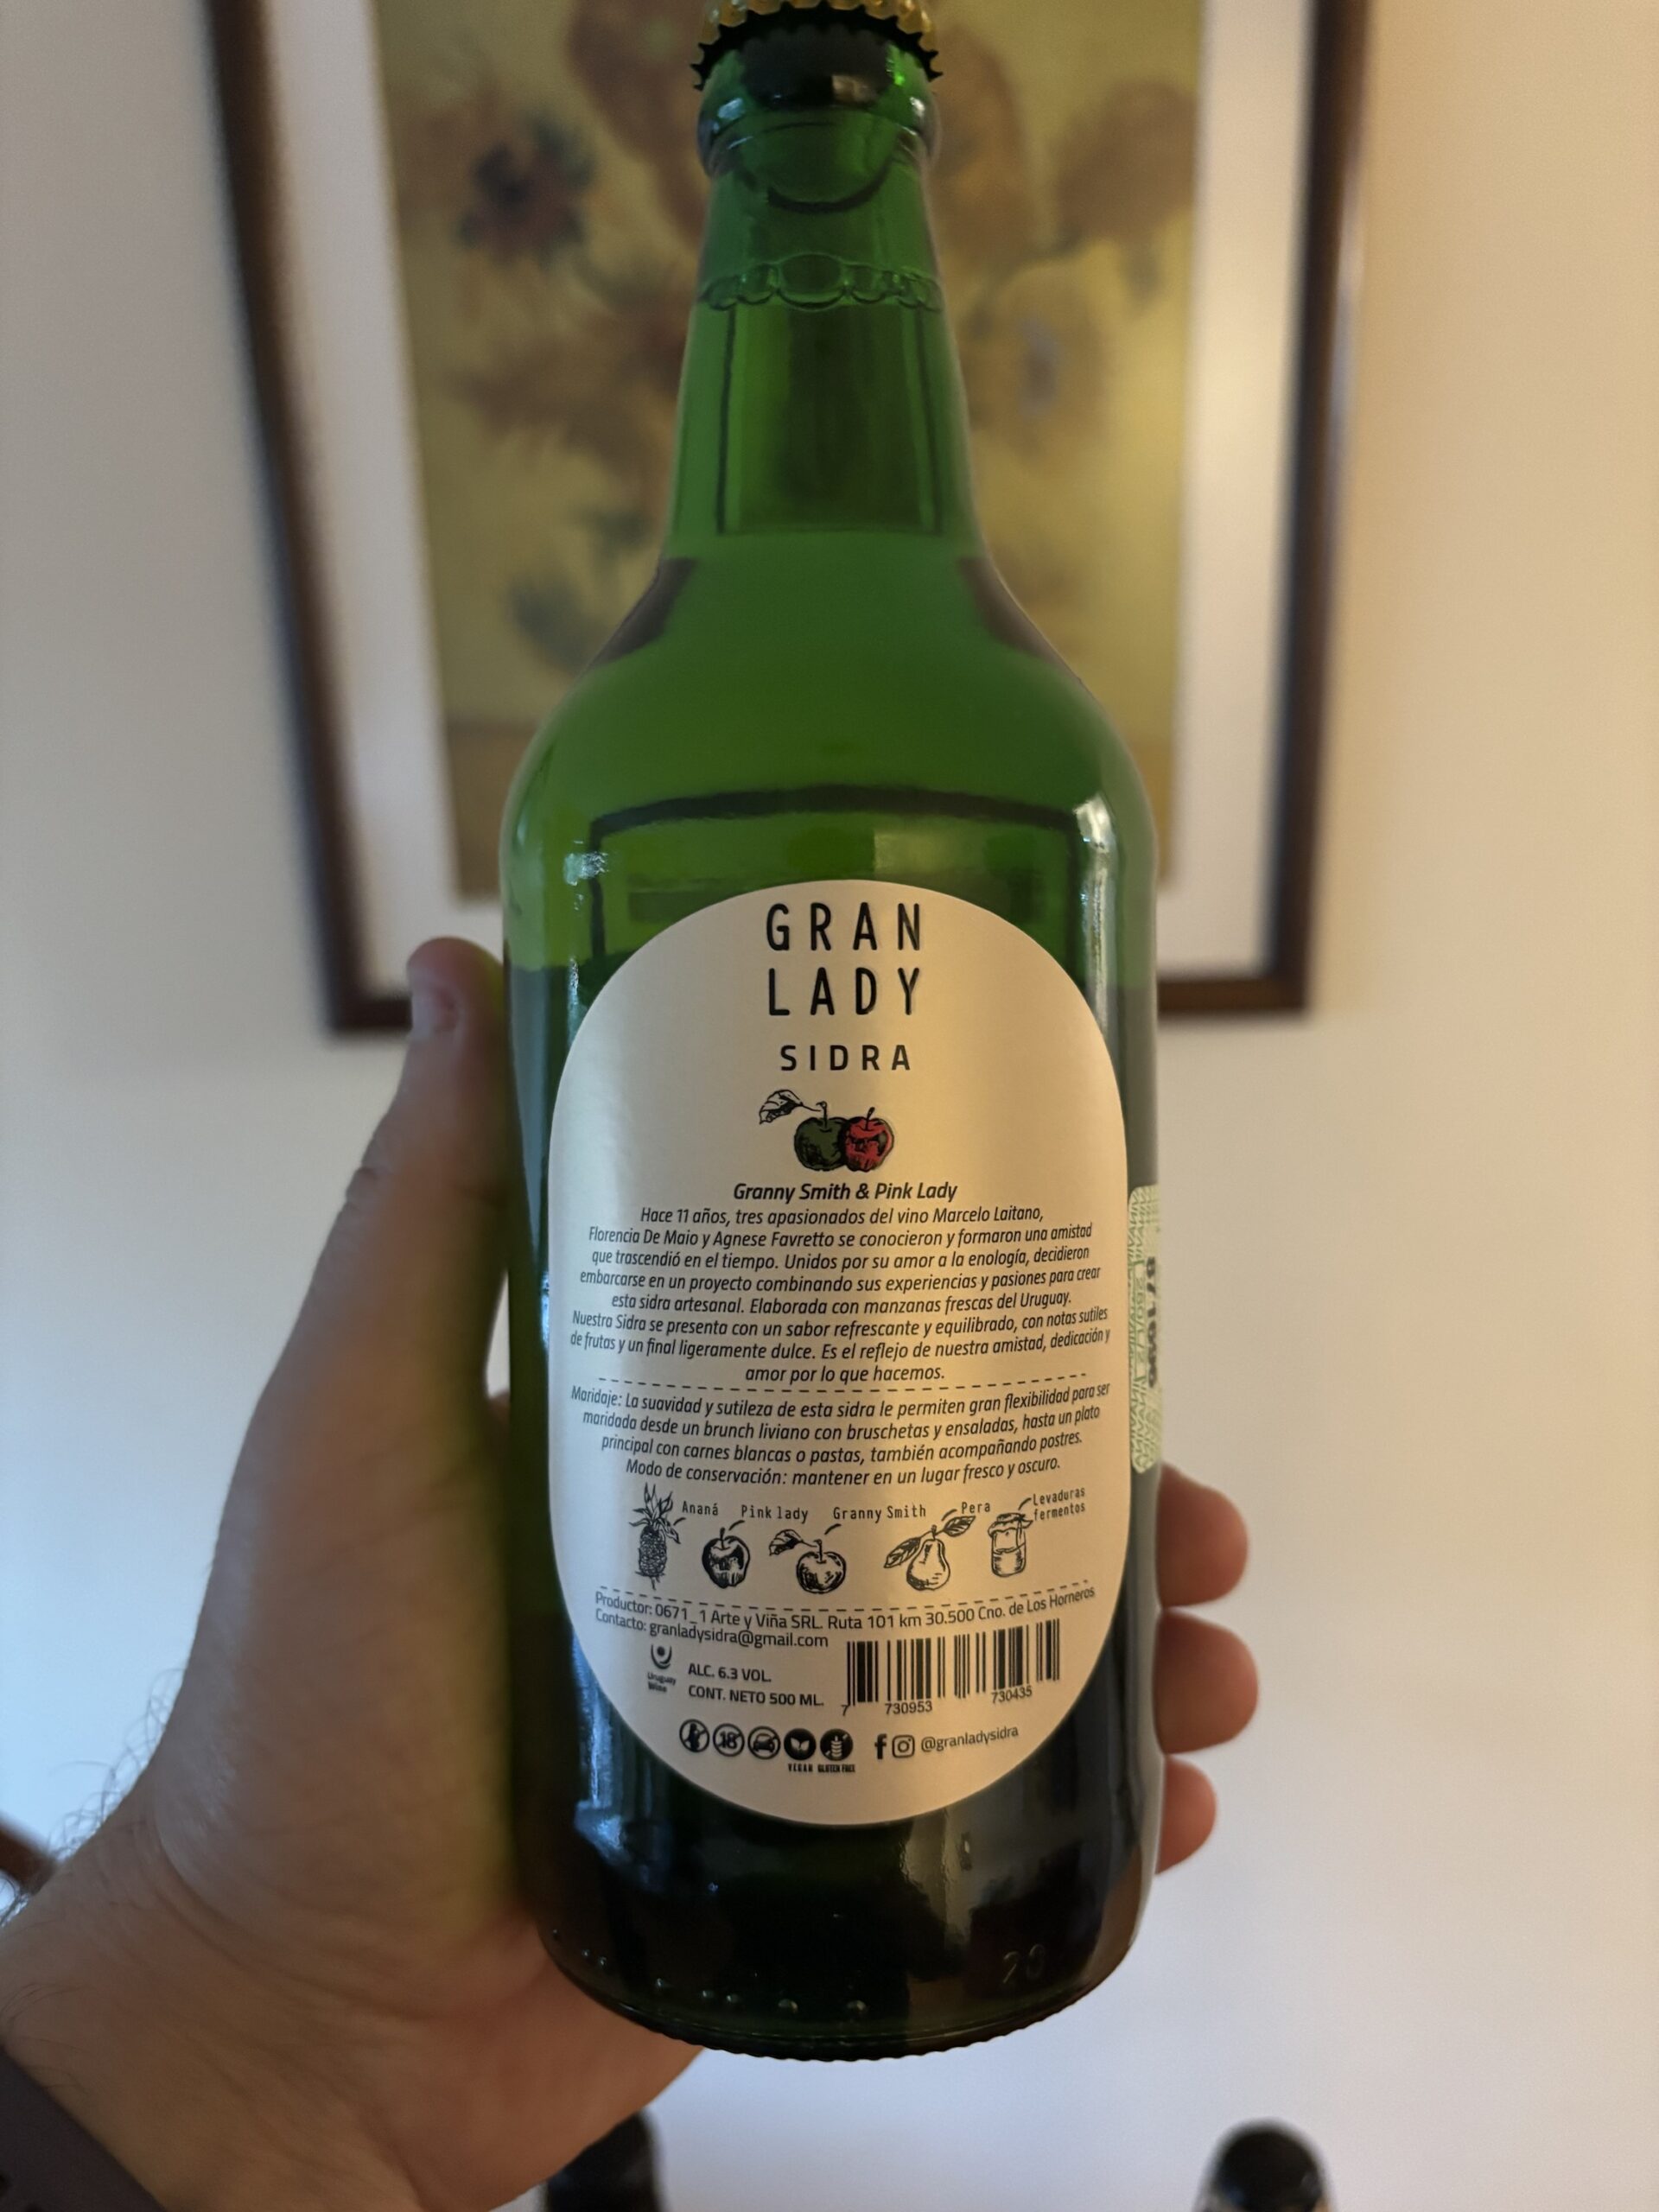 GRAN
LADY
SIDRA
Granny Smith & Pink Lady
Hace 11 años, tres apasionados del vino Marcelo Laitano,
Florencia De Maio y Agnese Favretto se conocieron y formaron una amistad
que trascendió en el tiempo. Unidos por su amor a la enología, decidieron
embarcarse en un proyecto combinando sus experiencias y pasiones para crear
esta sidra artesanal. Elaborada con manzanas frescas del Uruguay.
Nuestra Sidra se presenta con un sabor refrescante y equilibrado, con notas sutiles
de frutas y un final ligeramente dulce. Es el reflejo de nuestra amistad, dedicación y
amor por lo que hacemos.
Maridaje: La suavidad y sutileza de esta sidra le permiten gran flexibilidad para ser
maridada desde un brunch liviano con bruschetas y ensaladas, hasta un plato
principal con carnes blancas o pastas, también acompañando postres.
Modo de conservación: mantener en un lugar fresco y oscuro.
Ananá Pink lady Granny Smith Pera Levaduras
fermentos
Productor: 0671_1 Arte y Viña SRL. Ruta 101 km 30.500 Cno. de Los Horneros
Contacto: granladysidra@gmail.com
Uruguay
Wine
ALC. 6.3 VOL.
CONT. NETO 500 ML.
7 730953 730435
18
VEGAN GLUTEN FREE
@granladysidra
20